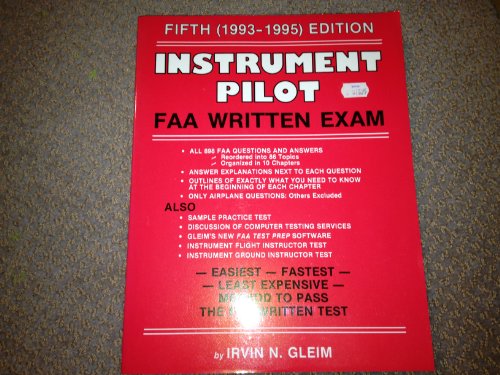 FIFTH (1993-1995) EDITION
INSTRUMENT
PILOT
FAA WRITTEN EXAM
• ALL 898 FAA QUESTIONS AND ANSWERS
Reordered into 86 Topics
Organized in 10 Chapters
• ANSWER EXPLANATIONS NEXT TO EACH QUESTION
• OUTLINES OF EXACTLY WHAT YOU NEED TO KNOW
AT THE BEGINNING OF EACH CHAPTER
• ONLY AIRPLANE QUESTIONS: Others Excluded
ALSO
• SAMPLE PRACTICE TEST
• DISCUSSION OF COMPUTER TESTING SERVICES
• GLEIM'S NEW FAA TEST PREP SOFTWARE
• INSTRUMENT FLIGHT INSTRUCTOR TEST
• INSTRUMENT GROUND INSTRUCTOR TEST
— EASIEST — FASTEST —
— LEAST EXPENSIVE —
METHOD TO PASS
THE WRITTEN TEST
by IRVIN N. GLEIM